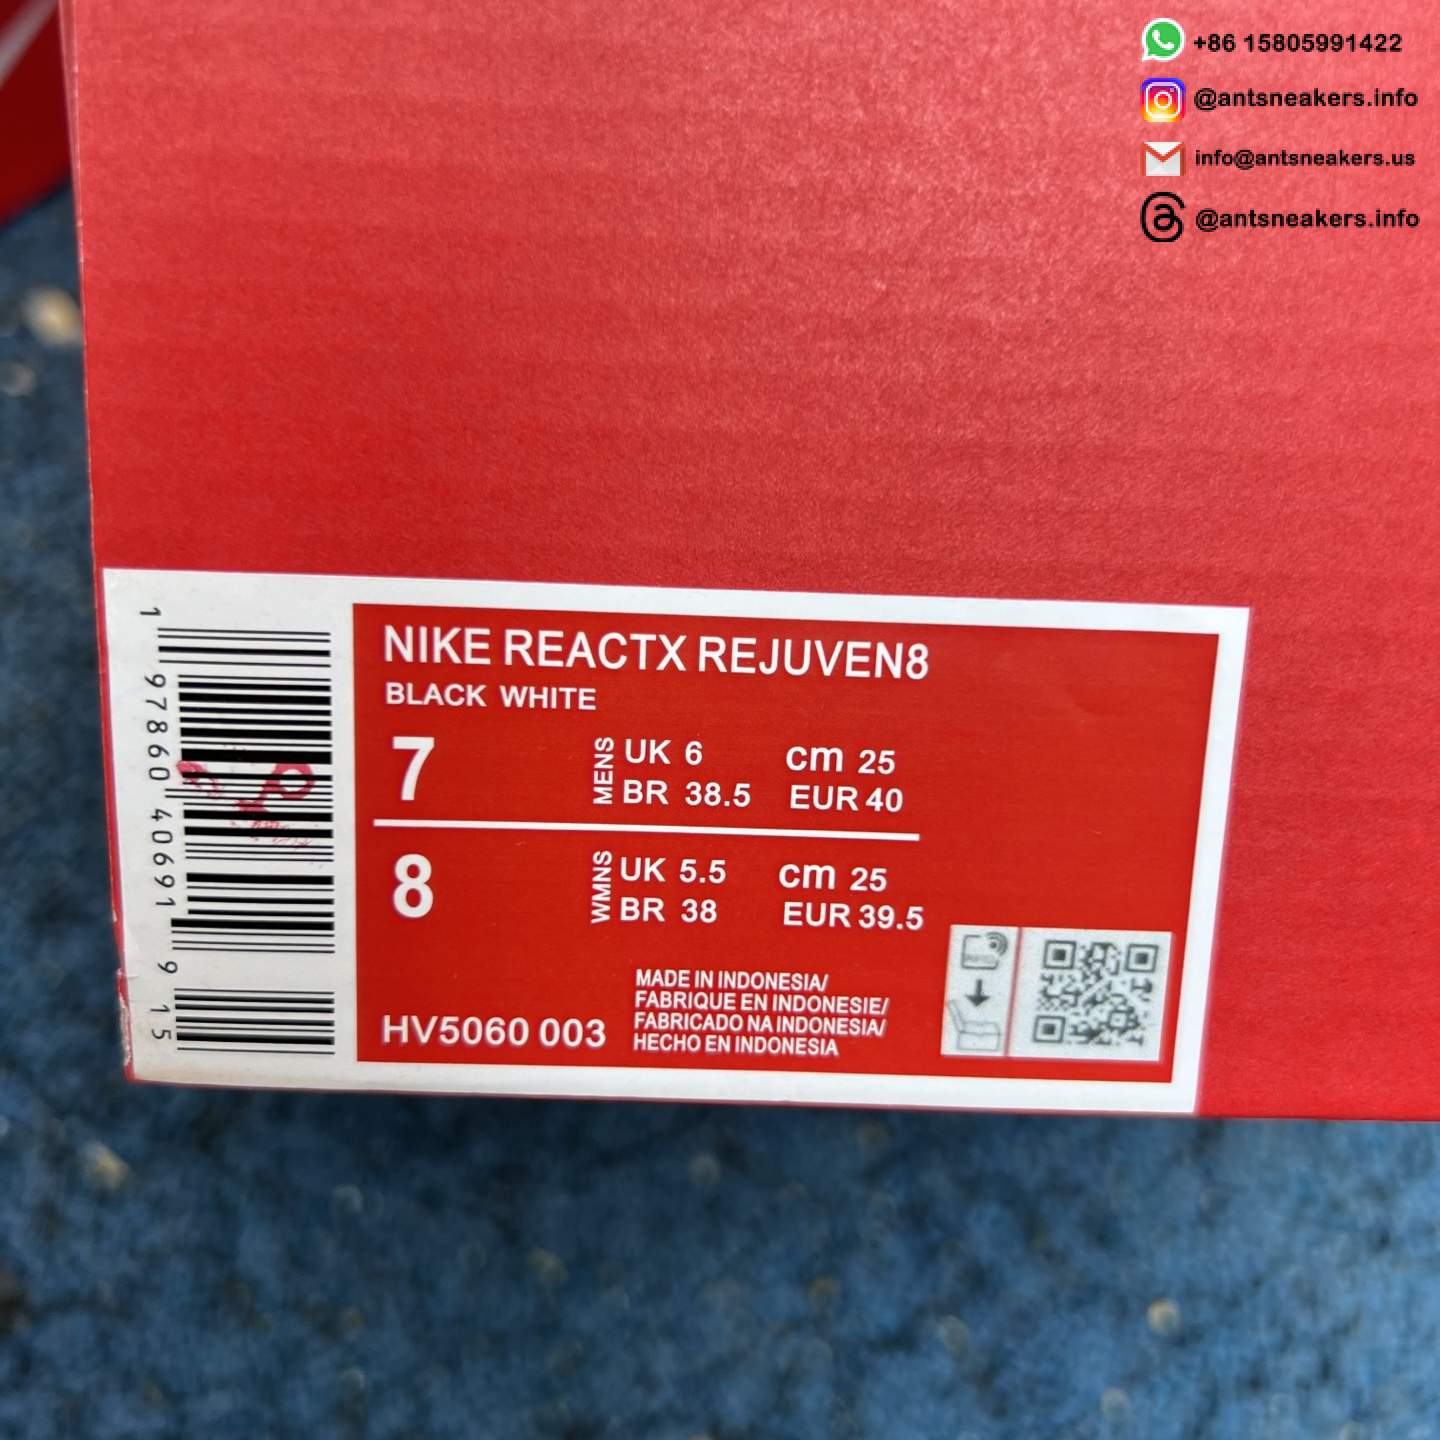 +86 15805991422
@antsneakers.info
info@antsneakers.us
@antsneakers.info
NIKE REACTX REJUVEN8
BLACK WHITE
7
MENS
UK 6 cm 25
BR 38.5 EUR 40
8
WMNS
UK 5.5 cm 25
BR 38 EUR 39.5
HV5060 003
MADE IN INDONESIA/
FABRIQUE EN INDONESIE/
FABRICADO NA INDONESIA/
HECHO EN INDONESIA
1 97860 40691 9 15